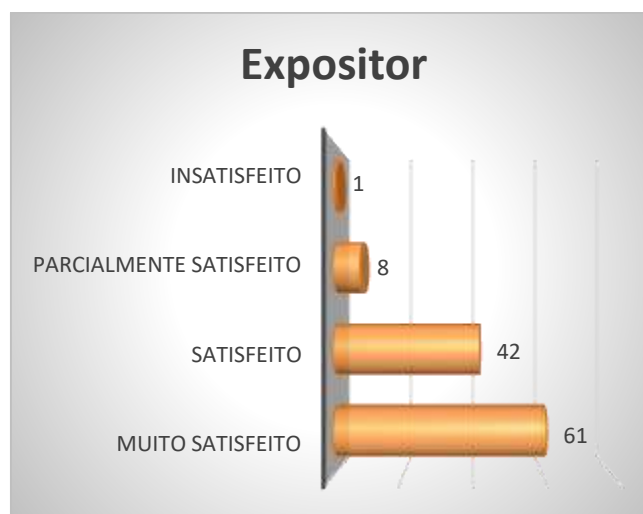 Expositor
INSATISFEITO 1
PARCIALMENTE SATISFEITO 8
SATISFEITO 42
MUITO SATISFEITO 61